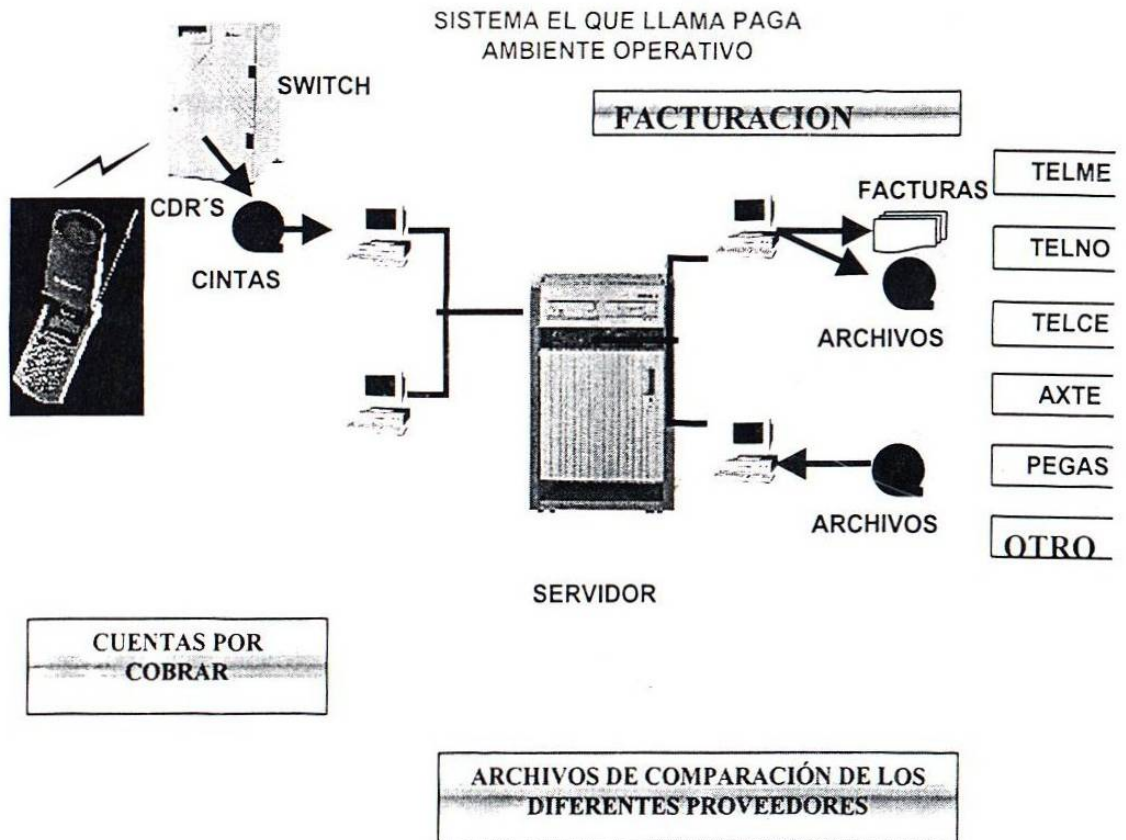 SISTEMA EL QUE LLAMA PAGA
AMBIENTE OPERATIVO
SWITCH
FACTURACION
TELME
FACTURAS
CDR´S
TELNO
CINTAS
TELCE
ARCHIVOS
AXTE
PEGAS
ARCHIVOS
OTRO
SERVIDOR
CUENTAS POR
COBRAR
ARCHIVOS DE COMPARACIÓN DE LOS
DIFERENTES PROVEEDORES